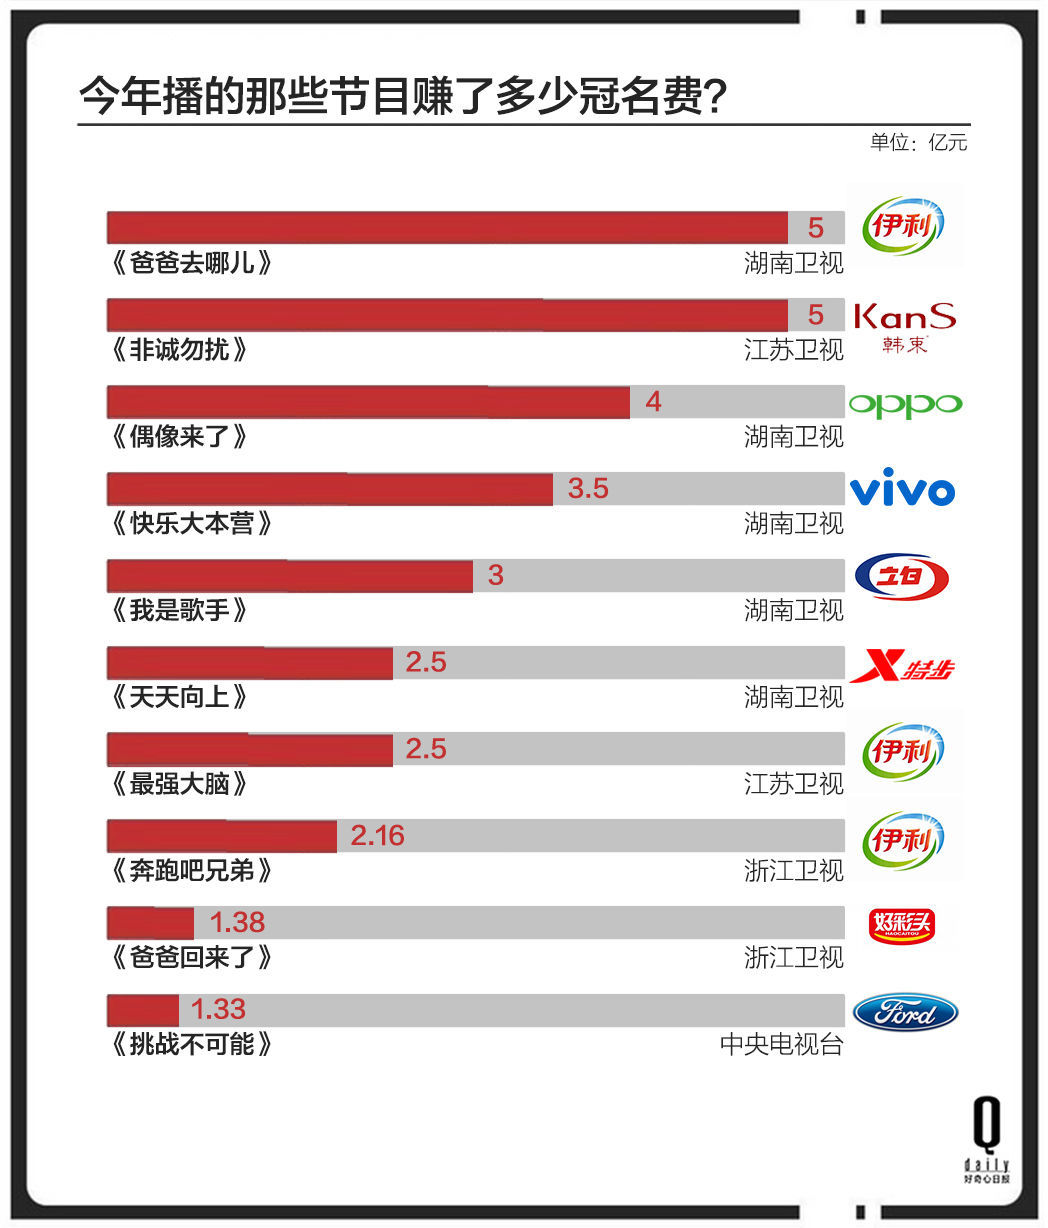 今年播的那些节目赚了多少冠名费?
单位：亿元
5
伊利
《爸爸去哪儿》
湖南卫视
5
KanS
韩束
《非诚勿扰》
江苏卫视
4
oppo
《偶像来了》
湖南卫视
3.5
vivo
《快乐大本营》
湖南卫视
3
立白
《我是歌手》
湖南卫视
2.5
特步
《天天向上》
湖南卫视
2.5
伊利
《最强大脑》
江苏卫视
2.16
伊利
《奔跑吧兄弟》
浙江卫视
1.38
好彩头
HAOCAITOU
《爸爸回来了》
浙江卫视
1.33
Ford
《挑战不可能》
中央电视台
Q
daily
好奇心日报